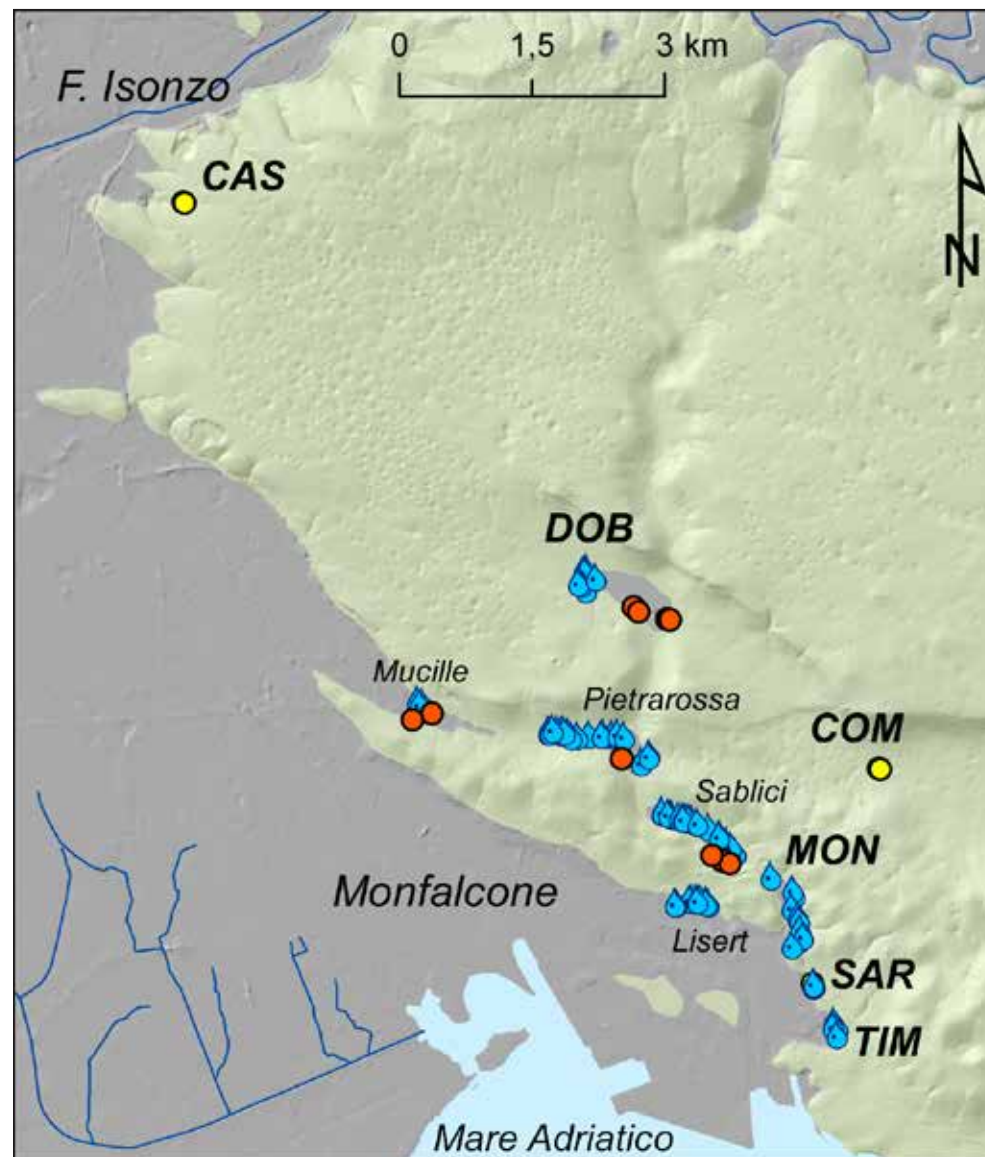 0 1,5 3 km
F. Isonzo
CAS
N
DOB
Mucille
Pietrarossa
COM
Sablici
MON
Monfalcone
Lisert
SAR
TIM
Mare Adriatico